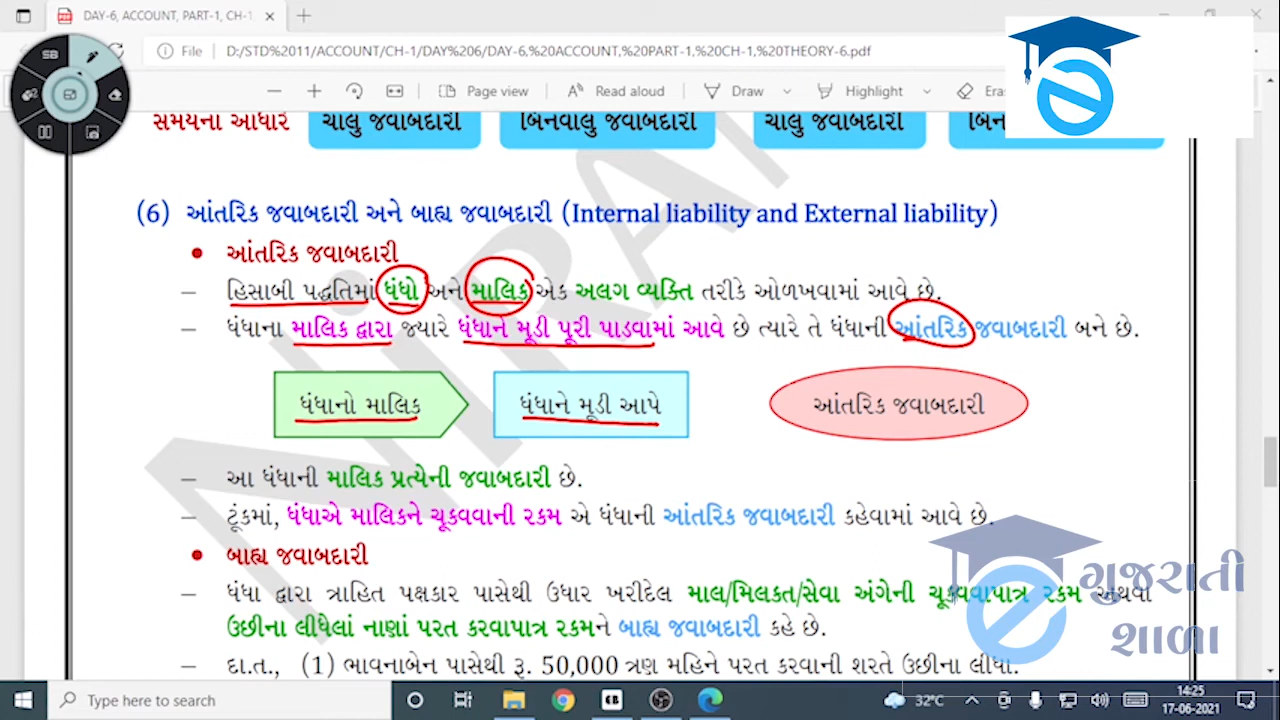 DAY-6, ACCOUNT, PART-1, CH-1
File D:/STD%2011/ACCOUNT/CH-1/DAY%206/DAY-6,%20ACCOUNT,%20PART-1,%20CH-1,%20THEORY-6.pdf
Page view Read aloud Draw Highlight
સમયના આધારે ચાલુ જવાબદારી બિનચાલુ જવાબદારી ચાલુ જવાબદારી
(6) આંતરિક જવાબદારી અને બાહ્ય જવાબદારી (Internal liability and External liability)
• આંતરિક જવાબદારી
– હિસાબી પદ્ધતિમાં ધંધો અને માલિક એક અલગ વ્યક્તિ તરીકે ઓળખવામાં આવે છે.
– ધંધાના માલિક દ્વારા જ્યારે ધંધાને મૂડી પૂરી પાડવામાં આવે છે ત્યારે તે ધંધાની આંતરિક જવાબદારી બને છે.
ધંધાનો માલિક ધંધાને મૂડી આપે આંતરિક જવાબદારી
– આ ધંધાની માલિક પ્રત્યેની જવાબદારી છે.
– ટૂંકમાં, ધંધાએ માલિકને ચૂકવવાની રકમ એ ધંધાની આંતરિક જવાબદારી કહેવામાં આવે છે.
• બાહ્ય જવાબદારી
– ધંધા દ્વારા ત્રાહિત પક્ષકાર પાસેથી ઉધાર ખરીદેલ માલ/મિલકત/સેવા અંગેની ચૂકવવાપાત્ર રકમ અથવા
ઉછીના લીધેલાં નાણાં પરત કરવાપાત્ર રકમને બાહ્ય જવાબદારી કહે છે.
– દા.ત., (1) ભાવનાબેન પાસેથી રૂ. 50,000 ત્રણ મહિને પરત કરવાની શરતે ઉછીના લીધા.
ગુજરાતી
શાળા
Type here to search 32°C 14:25
17-06-2021